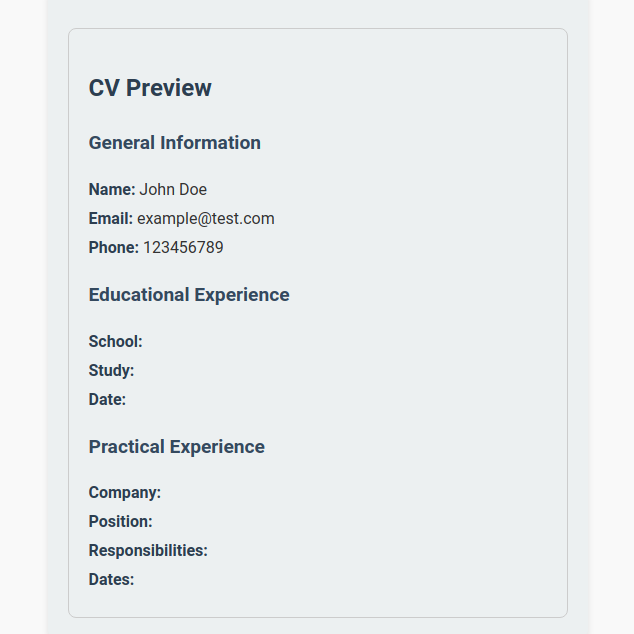 CV Preview
General Information
Name: John Doe
Email: example@test.com
Phone: 123456789
Educational Experience
School:
Study:
Date:
Practical Experience
Company:
Position:
Responsibilities:
Dates: